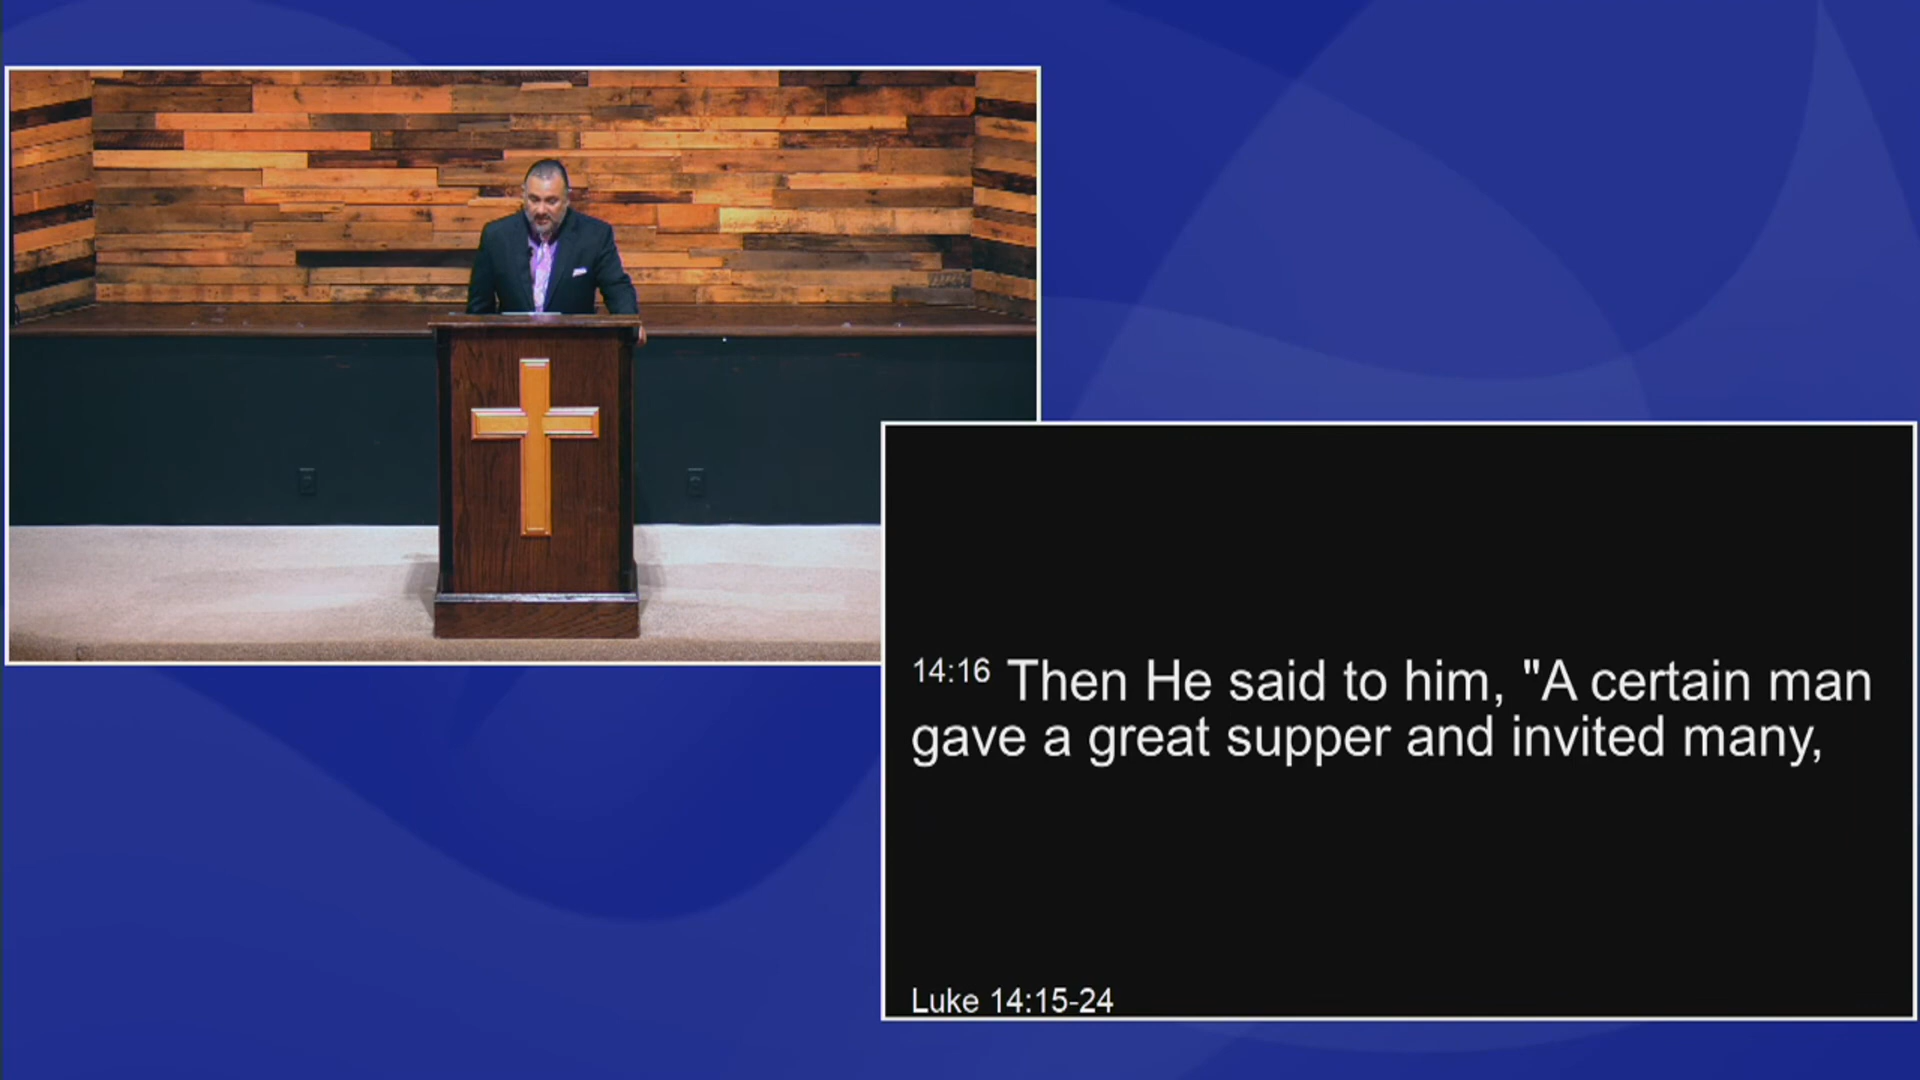 14:16 Then He said to him, "A certain man
gave a great supper and invited many,
Luke 14:15-24